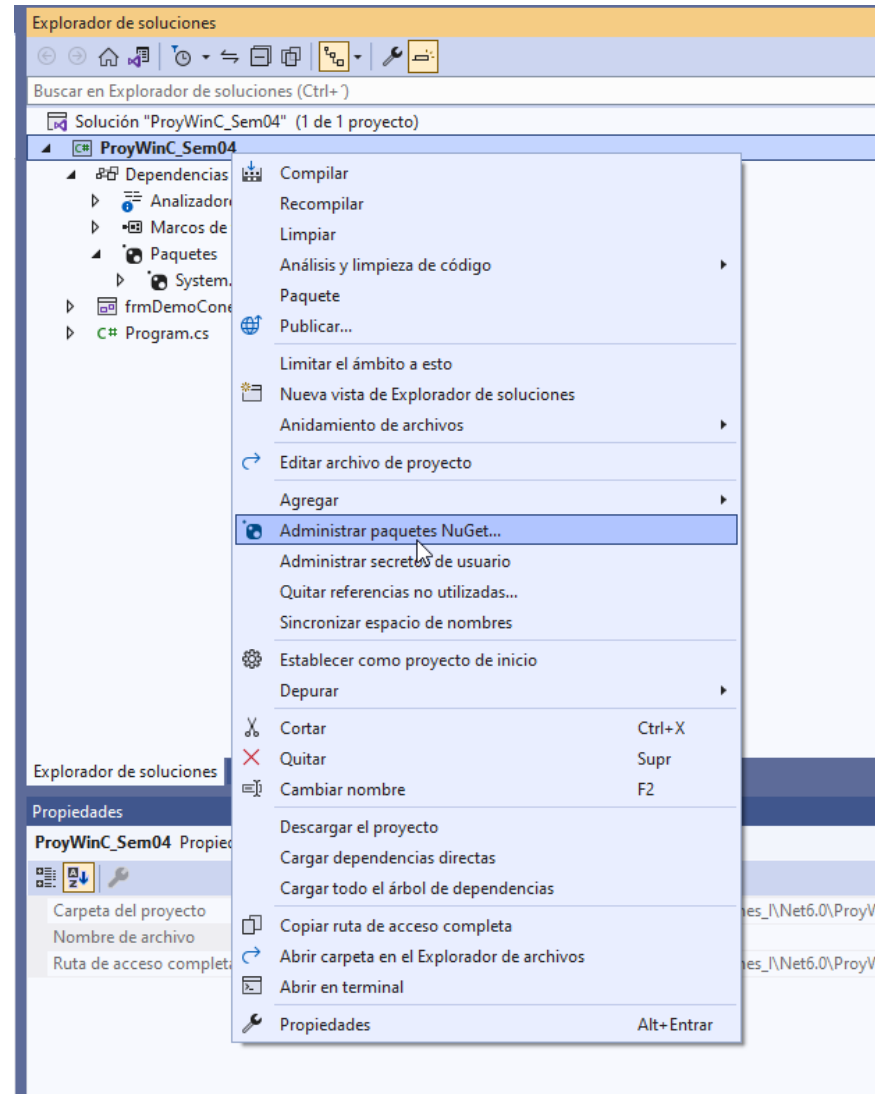 Explorador de soluciones
Buscar en Explorador de soluciones (Ctrl+´)
Solución "ProyWinC_Sem04" (1 de 1 proyecto)
C# ProyWinC_Sem04
Dependencias
Analizador
Marcos de
Paquetes
System.
frmDemoCone
C# Program.cs
Compilar
Recompilar
Limpiar
Análisis y limpieza de código
Paquete
Publicar...
Limitar el ámbito a esto
Nueva vista de Explorador de soluciones
Anidamiento de archivos
Editar archivo de proyecto
Agregar
Administrar paquetes NuGet...
Administrar secretos de usuario
Quitar referencias no utilizadas...
Sincronizar espacio de nombres
Establecer como proyecto de inicio
Depurar
Cortar Ctrl+X
Quitar Supr
Cambiar nombre F2
Descargar el proyecto
Cargar dependencias directas
Cargar todo el árbol de dependencias
Copiar ruta de acceso completa
Abrir carpeta en el Explorador de archivos
Abrir en terminal
Propiedades Alt+Entrar
Explorador de soluciones
Propiedades
ProyWinC_Sem04 Propied
Carpeta del proyecto nes_I\Net6.0\ProyW
Nombre de archivo
Ruta de acceso completa nes_I\Net6.0\ProyW